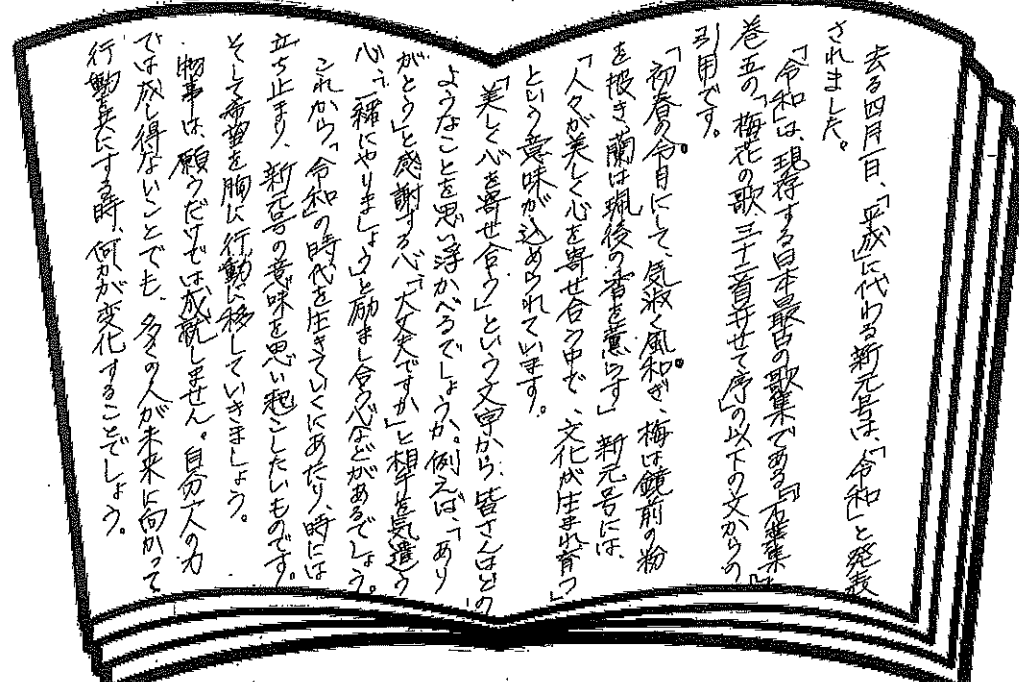 去る四月一日、「平成」に代わる新元号は、「令和」と発表
されました。
「令和」は、現存する日本最古の歌集である『万葉集』
巻五の「梅花の歌三十二首并せて序」の以下の文からの
引用です。
「初春の令月にして、気淑く風和ぎ、梅は鏡前の粉
を披き、蘭は珮後の香を薫らす」　新元号には、
「人々が美しく心を寄せ合う中で、文化が生まれ育つ」
という意味が込められています。
「美しく心を寄せ合う」という文字から、皆さんはどの
ようなことを思い浮かべるでしょうか。例えば、「あり
がとう」と感謝する心、「大丈夫ですか」と相手を気遣う
心、「一緒にやりましょう」と励まし合う心などがあるでしょう。
これから、「令和」の時代を生きていくにあたり、時には
立ち止まり、新元号の意味を思い起こしたいものです。
そして希望を胸に行動に移していきましょう。
物事は、願うだけでは成就しません。自分一人の力
では成し得ないことでも、多くの人が未来に向かって
行動を共にする時、何かが変化することでしょう。